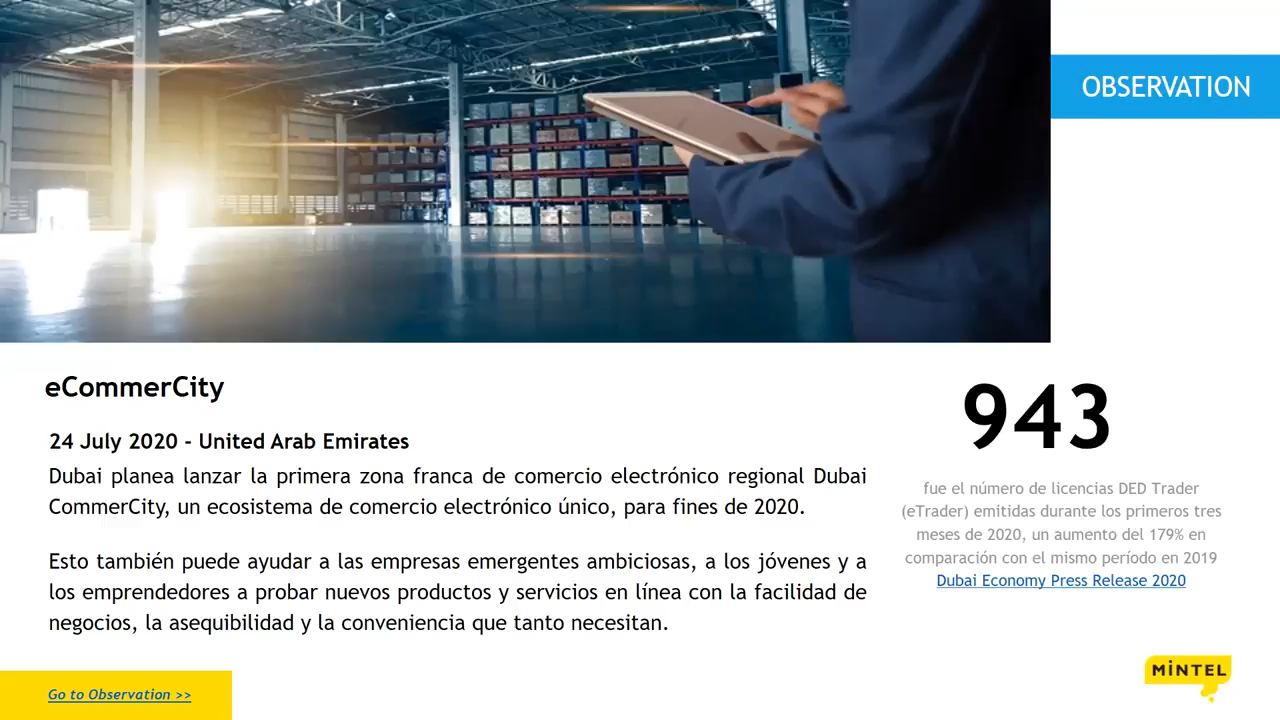 OBSERVATION
eCommerCity
24 July 2020 - United Arab Emirates
Dubai planea lanzar la primera zona franca de comercio electrónico regional Dubai
CommerCity, un ecosistema de comercio electrónico único, para fines de 2020.
Esto también puede ayudar a las empresas emergentes ambiciosas, a los jóvenes y a
los emprendedores a probar nuevos productos y servicios en línea con la facilidad de
negocios, la asequibilidad y la conveniencia que tanto necesitan.
943
fue el número de licencias DED Trader
(eTrader) emitidas durante los primeros tres
meses de 2020, un aumento del 179% en
comparación con el mismo período en 2019
Dubai Economy Press Release 2020
Go to Observation >>
MiNTEL